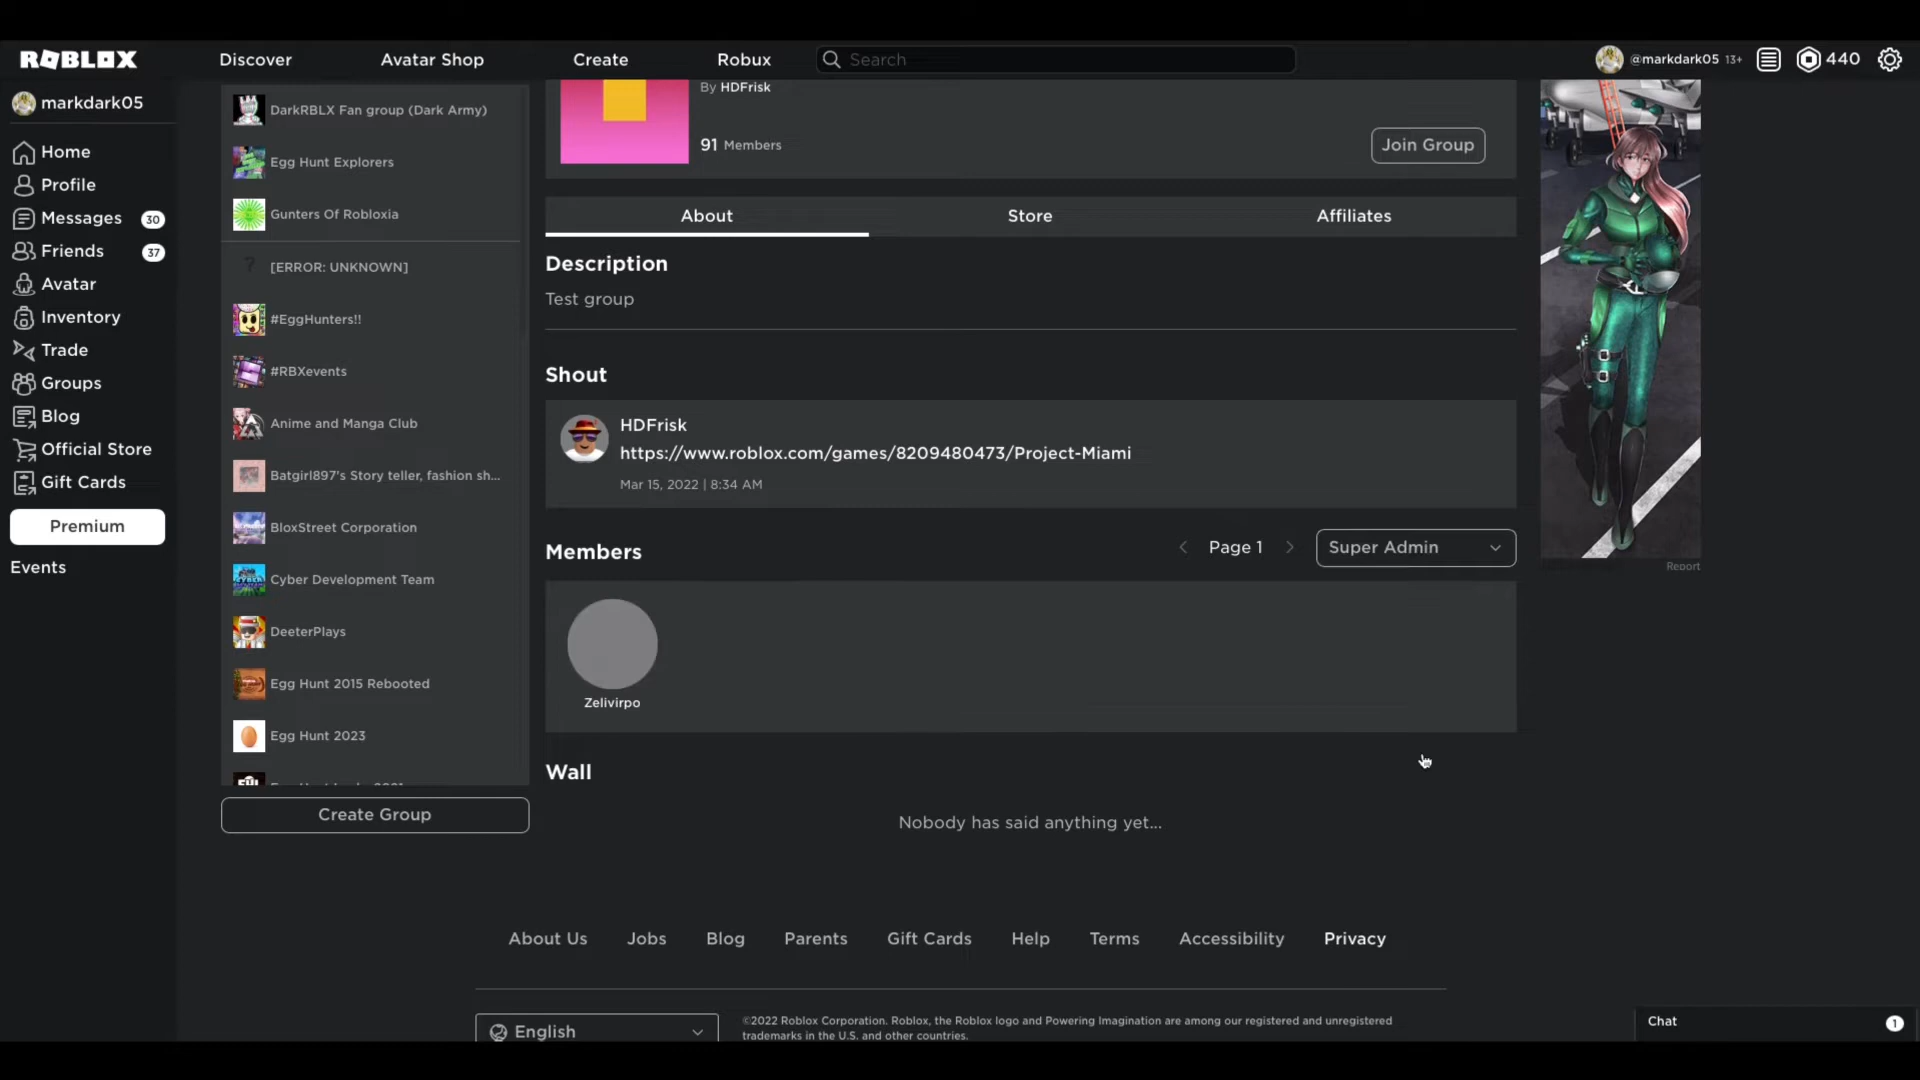 ROBLOX
Discover
Avatar Shop
Create
Robux
Search
@markdark05 13+
440
markdark05
Home
Profile
Messages 30
Friends 37
Avatar
Inventory
Trade
Groups
Blog
Official Store
Gift Cards
Premium
Events
DarkRBLX Fan group (Dark Army)
Egg Hunt Explorers
Gunters Of Robloxia
[ERROR: UNKNOWN]
#EggHunters!!
#RBXevents
Anime and Manga Club
Batgirl897's Story teller, fashion sh...
BloxStreet Corporation
Cyber Development Team
DeeterPlays
Egg Hunt 2015 Rebooted
Egg Hunt 2023
Create Group
By HDFrisk
91 Members
Join Group
About
Store
Affiliates
Description
Test group
Shout
HDFrisk
https://www.roblox.com/games/8209480473/Project-Miami
Mar 15, 2022 | 8:34 AM
Members
Page 1
Super Admin
Zelivirpo
Wall
Nobody has said anything yet...
Report
About Us
Jobs
Blog
Parents
Gift Cards
Help
Terms
Accessibility
Privacy
English
©2022 Roblox Corporation. Roblox, the Roblox logo and Powering Imagination are among our registered and unregistered
trademarks in the U.S. and other countries.
Chat
1